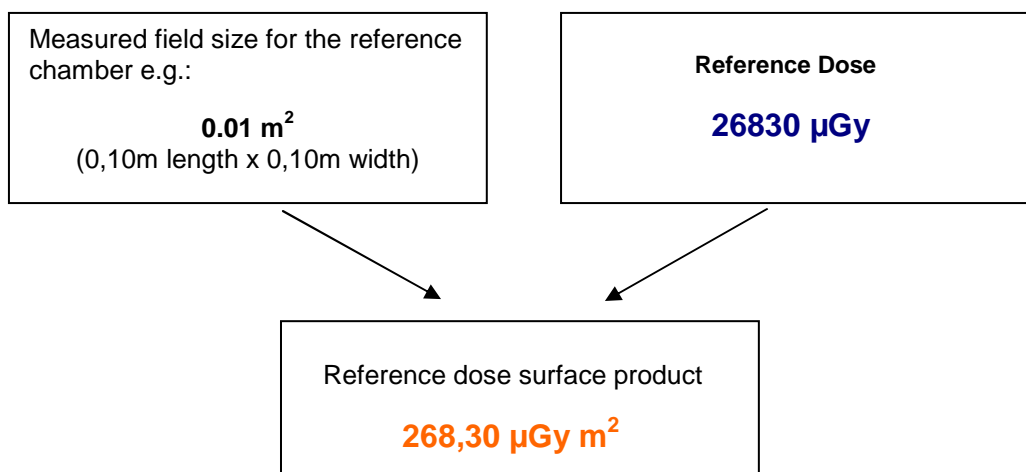 Measured field size for the reference
chamber e.g.:
0.01 m²
(0,10m length x 0,10m width)
Reference Dose
26830 µGy
Reference dose surface product
268,30 µGy m²